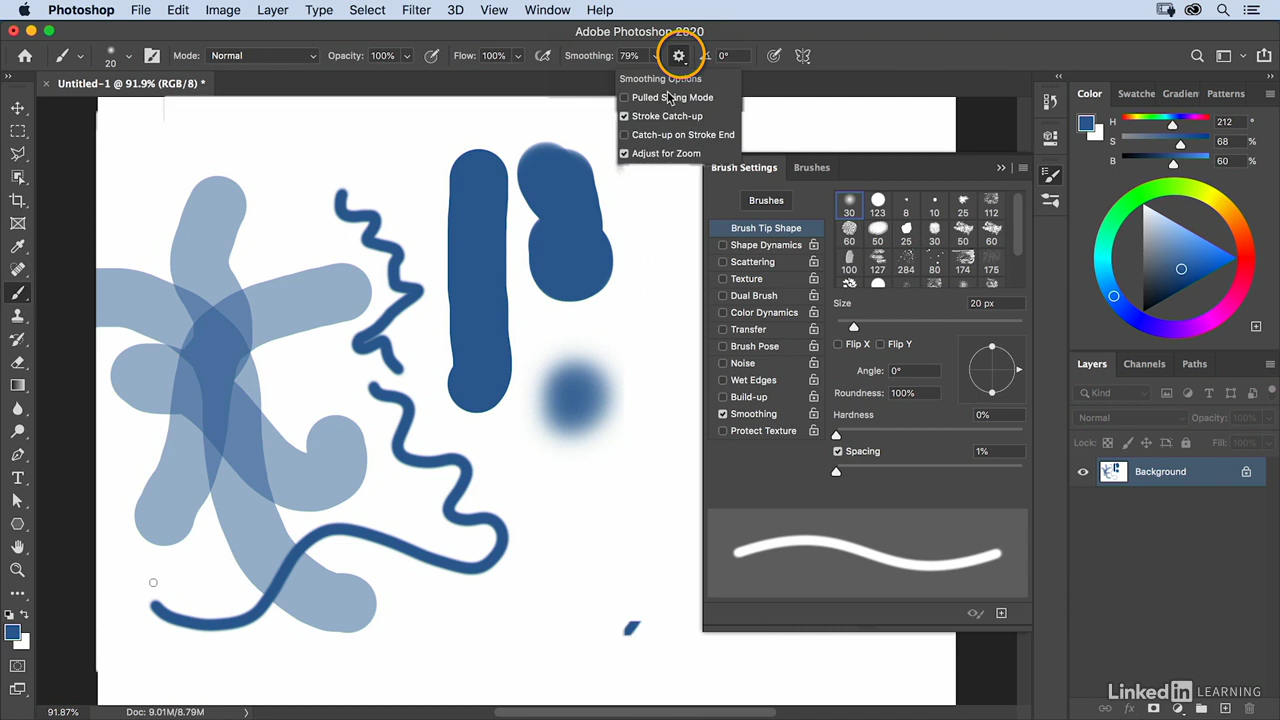 Photoshop File Edit Image Layer Type Select Filter 3D View Window Help
Adobe Photoshop 2020
20 Mode: Normal Opacity: 100% Flow: 100% Smoothing: 79% 0°
Untitled-1 @ 91.9% (RGB/8) *
Smoothing Options
Pulled String Mode
Stroke Catch-up
Catch-up on Stroke End
Adjust for Zoom
Brush Settings Brushes
Brushes
30 123 8 10 25 112
60 50 25 30 50 60
100 127 284 80 174 175
Brush Tip Shape
Shape Dynamics
Scattering
Texture
Dual Brush
Color Dynamics
Transfer
Brush Pose
Noise
Wet Edges
Build-up
Smoothing
Protect Texture
Size 20 px
Flip X Flip Y
Angle: 0°
Roundness: 100%
Hardness 0%
Spacing 1%
Color Swatche Gradien Patterns
H 212 °
S 68 %
B 60 %
Layers Channels Paths
Kind
Normal Opacity: 100%
Lock: Fill: 100%
Background
91.87% Doc: 9.01M/8.79M
LinkedIn LEARNING